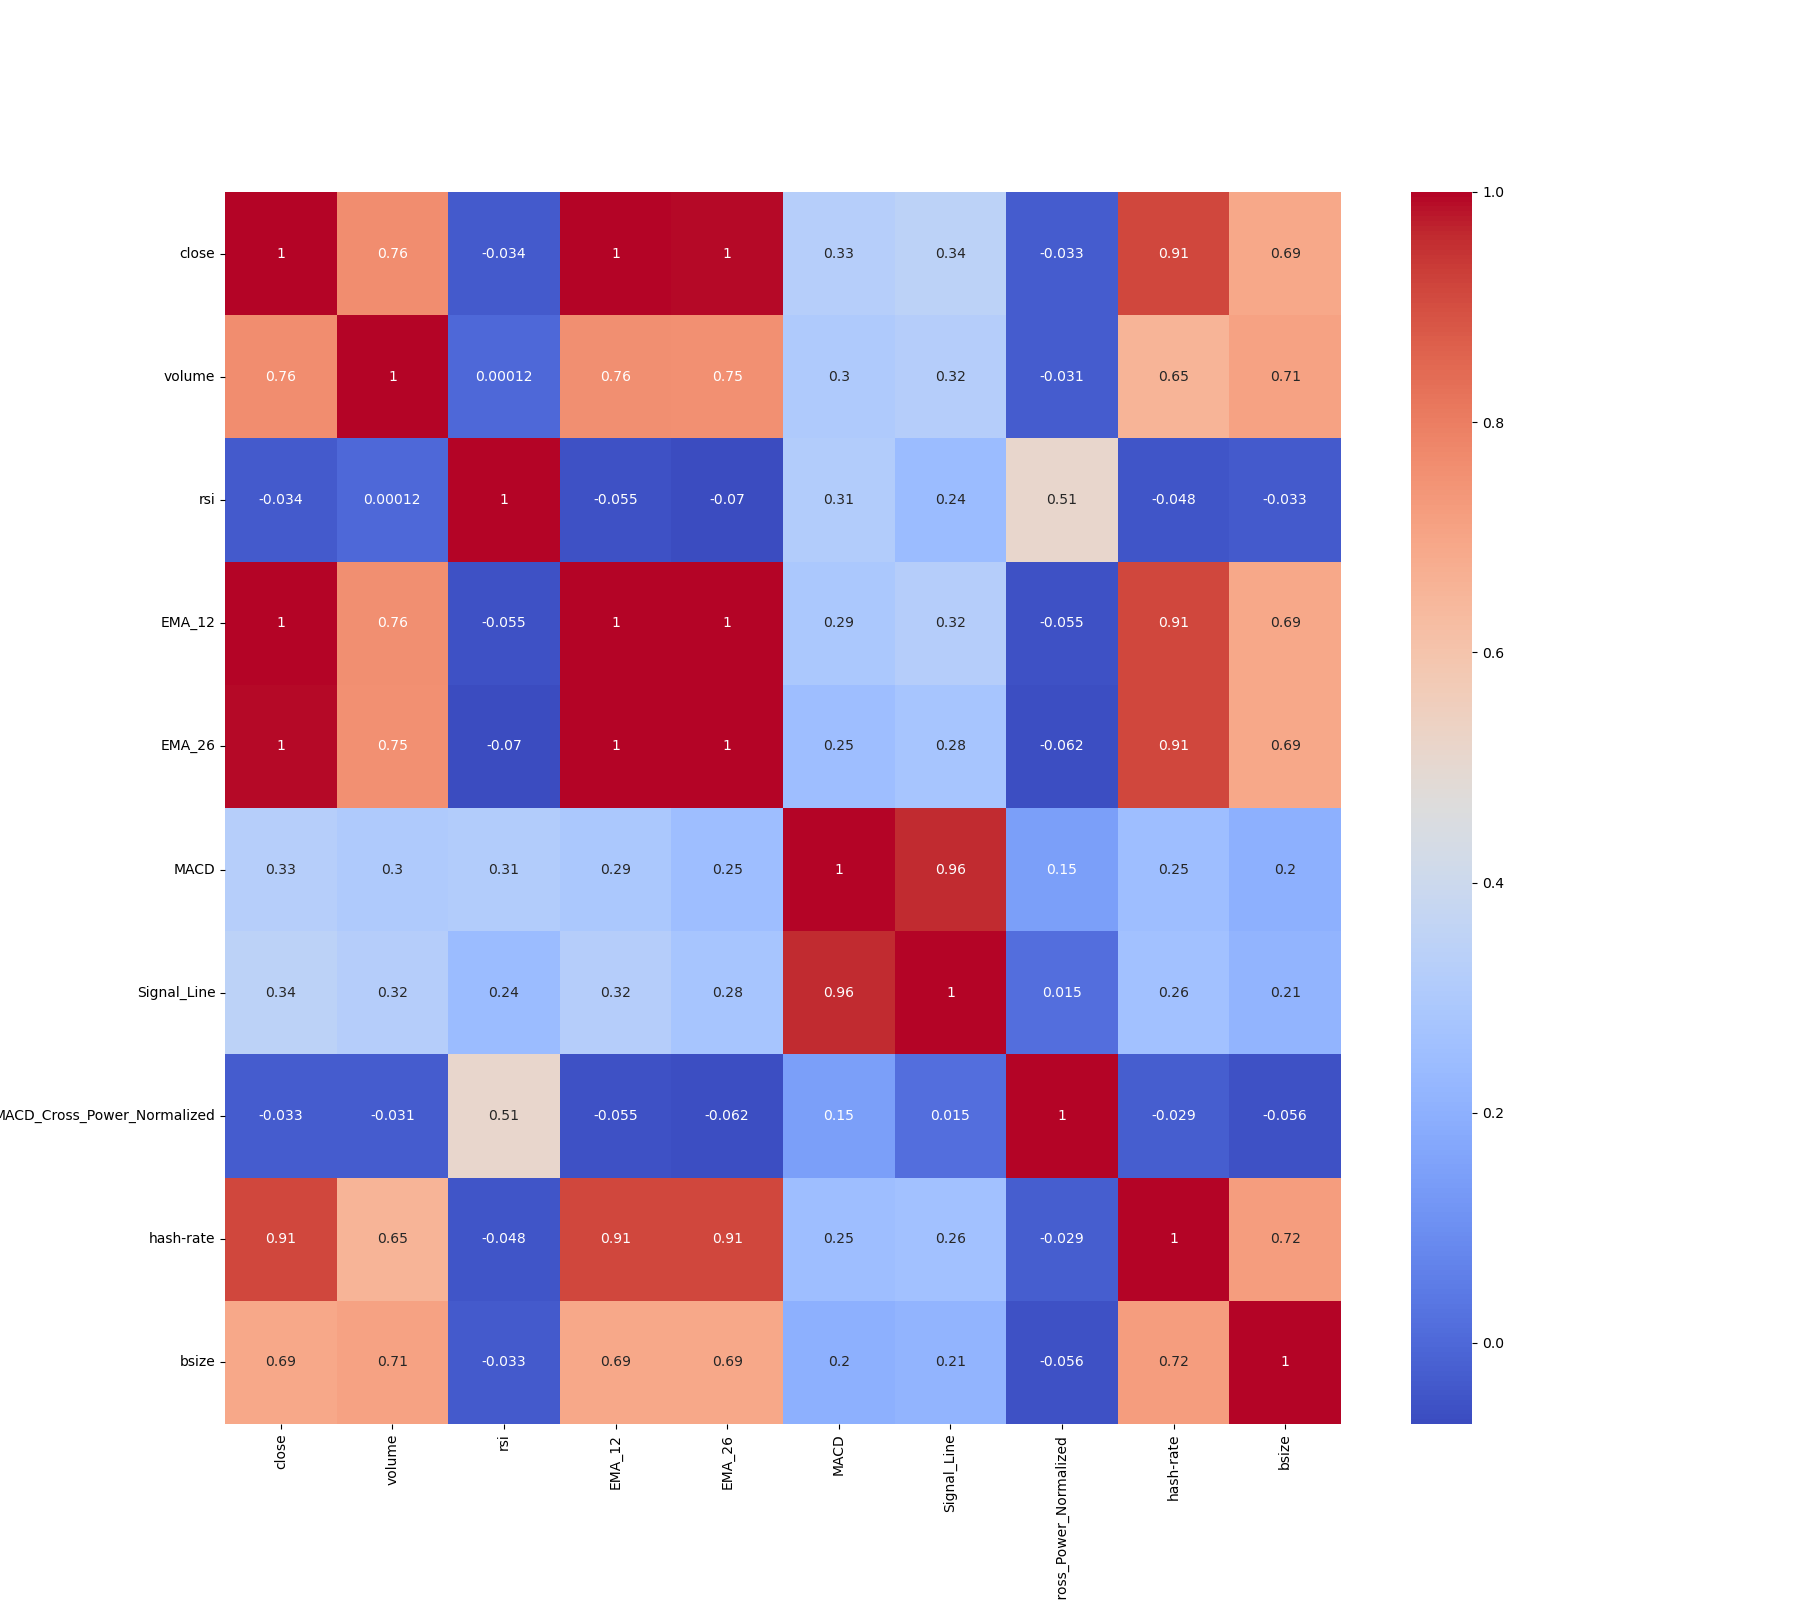 close 1 0.76 -0.034 1 1 0.33 0.34 -0.033 0.91 0.69
volume 0.76 1 0.00012 0.76 0.75 0.3 0.32 -0.031 0.65 0.71
rsi -0.034 0.00012 1 -0.055 -0.07 0.31 0.24 0.51 -0.048 -0.033
EMA_12 1 0.76 -0.055 1 1 0.29 0.32 -0.055 0.91 0.69
EMA_26 1 0.75 -0.07 1 1 0.25 0.28 -0.062 0.91 0.69
MACD 0.33 0.3 0.31 0.29 0.25 1 0.96 0.15 0.25 0.2
Signal_Line 0.34 0.32 0.24 0.32 0.28 0.96 1 0.015 0.26 0.21
MACD_Cross_Power_Normalized -0.033 -0.031 0.51 -0.055 -0.062 0.15 0.015 1 -0.029 -0.056
hash-rate 0.91 0.65 -0.048 0.91 0.91 0.25 0.26 -0.029 1 0.72
bsize 0.69 0.71 -0.033 0.69 0.69 0.2 0.21 -0.056 0.72 1
close
volume
rsi
EMA_12
EMA_26
MACD
Signal_Line
ross_Power_Normalized
hash-rate
bsize
1.0
0.8
0.6
0.4
0.2
0.0